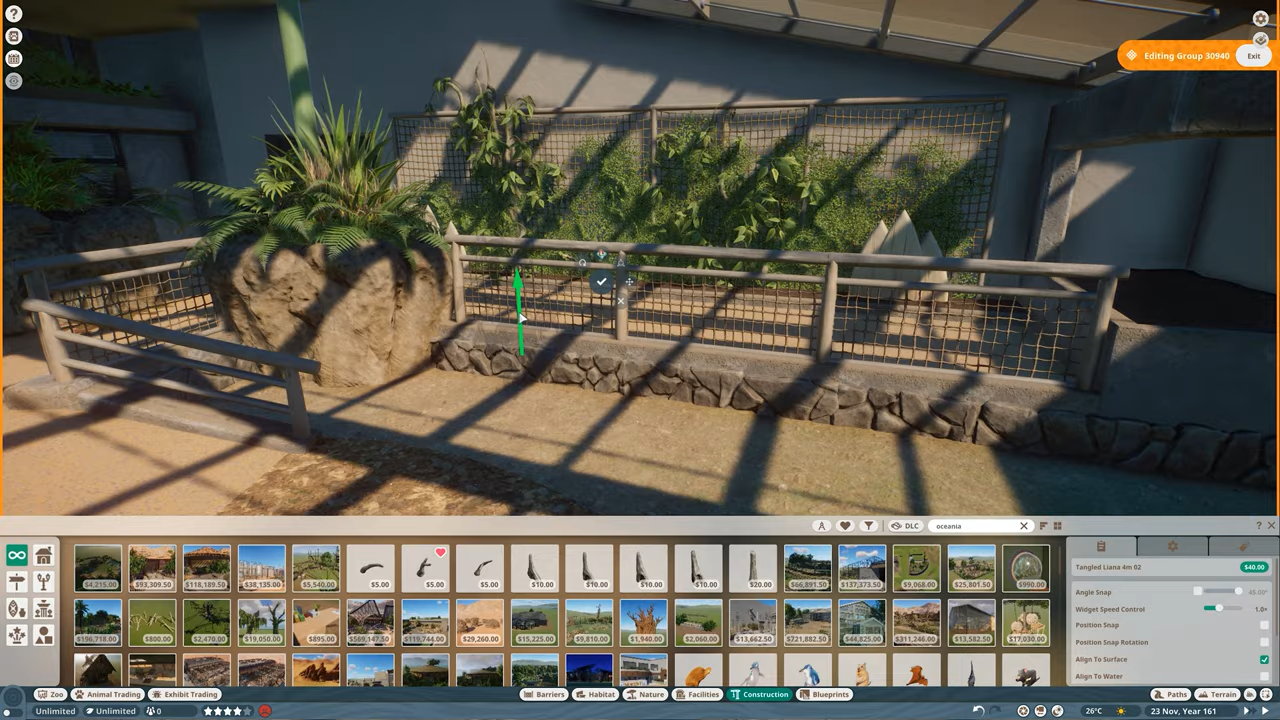 ?
Editing Group 30940
Exit
DLC
oceania
?
$4,215.00
$93,309.50
$118,189.50
$38,135.00
$5,540.00
$5.00
$5.00
$5.00
$10.00
$10.00
$10.00
$10.00
$20.00
$66,891.50
$137,373.50
$9,068.00
$25,801.50
$990.00
$196,718.00
$800.00
$2,470.00
$19,050.00
$895.00
$569,147.50
$119,744.00
$29,260.00
$15,225.00
$9,810.00
$1,940.00
$2,060.00
$13,662.50
$721,882.50
$44,825.00
$311,246.00
$13,582.50
$17,030.00
Tangled Liana 4m 02
$40.00
Angle Snap
45.00°
Widget Speed Control
1.0×
Position Snap
Position Snap Rotation
Align To Surface
Align To Water
Zoo
Animal Trading
Exhibit Trading
Barriers
Habitat
Nature
Facilities
Construction
Blueprints
Paths
Terrain
Unlimited
Unlimited
0
26°C
23 Nov, Year 161